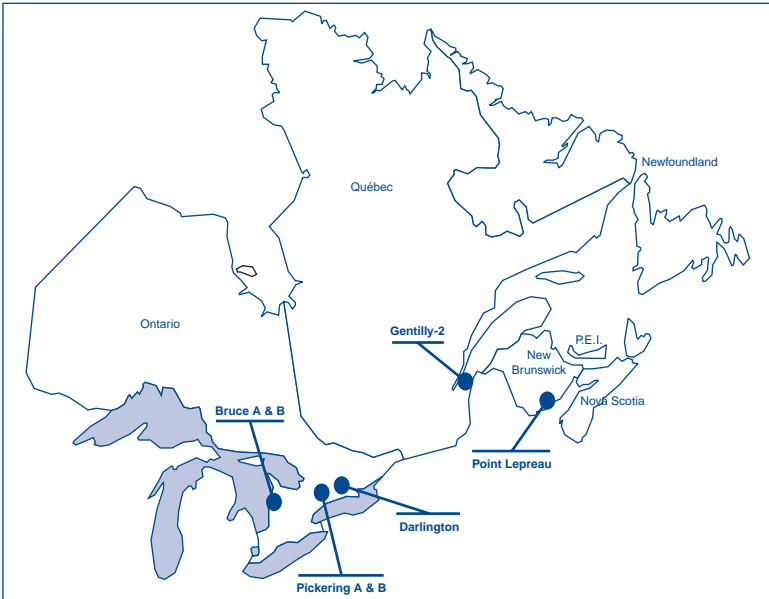 Newfoundland
Québec
Ontario
Gentilly-2
P.E.I.
New
Brunswick
Nova Scotia
Bruce A & B
Point Lepreau
Darlington
Pickering A & B